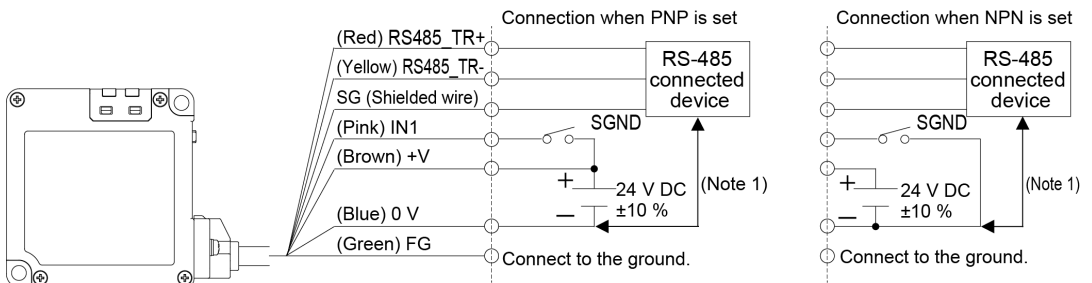 Connection when PNP is set
Connection when NPN is set
(Red) RS485_TR+
(Yellow) RS485_TR-
SG (Shielded wire)
(Pink) IN1
(Brown) +V
(Blue) 0 V
(Green) FG
RS-485
connected
device
SGND
+
24 V DC
±10 %
−
(Note 1)
Connect to the ground.
RS-485
connected
device
SGND
+
24 V DC
±10 %
−
(Note 1)
Connect to the ground.